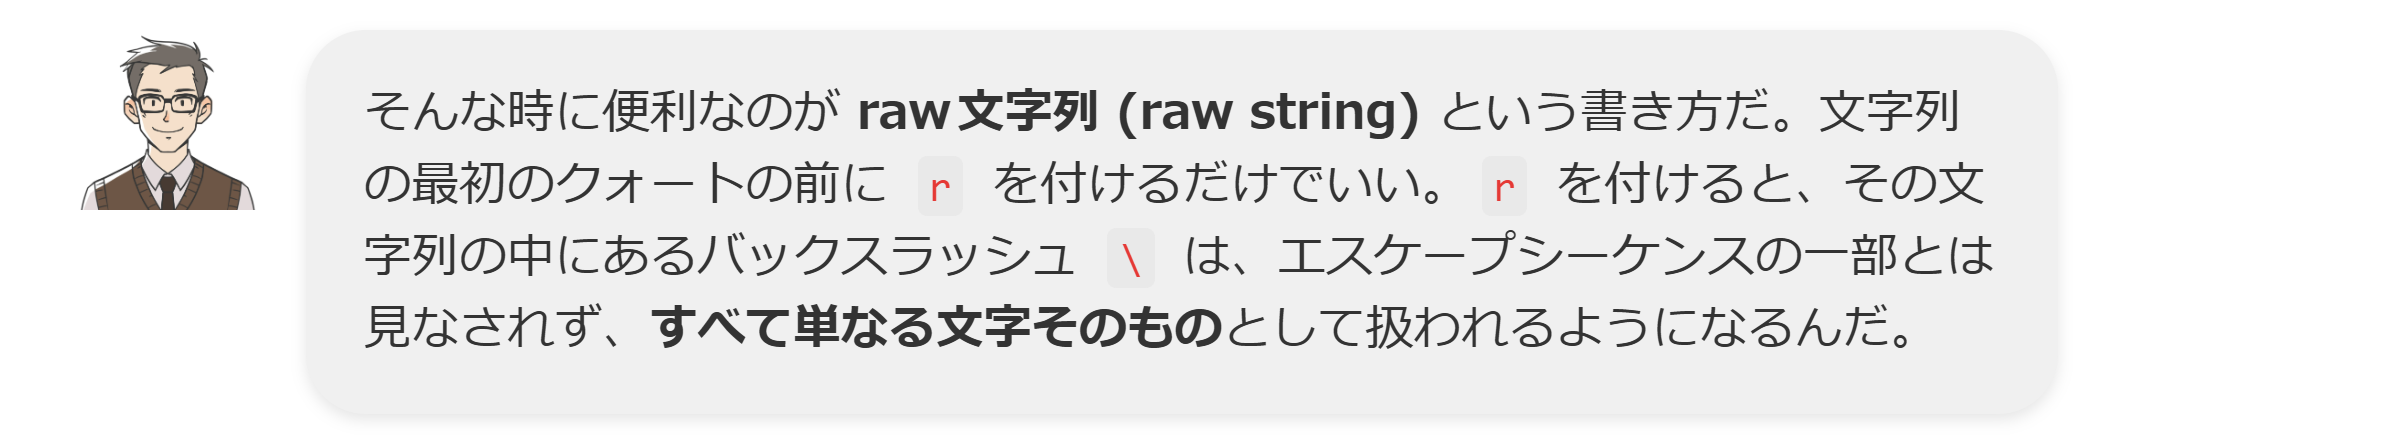 そんな時に便利なのが raw文字列 (raw string) という書き方だ。文字列
の最初のクォートの前に r を付けるだけでいい。 r を付けると、その文
字列の中にあるバックスラッシュ \ は、エスケープシーケンスの一部とは
見なされず、すべて単なる文字そのものとして扱われるようになるんだ。